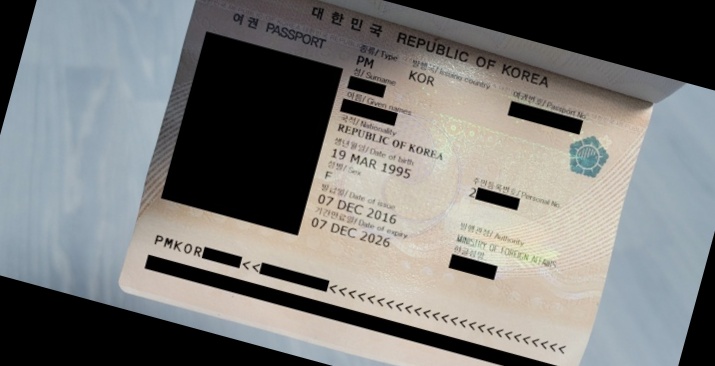 대한민국 REPUBLIC OF KOREA
여권 PASSPORT
종류/Type 발행국/Issuing country 여권번호/Passport No.
PM KOR
성/Surname
이름/Given names
국적/Nationality
REPUBLIC OF KOREA
생년월일/Date of birth 주민등록번호/Personal No.
19 MAR 1995 2
성별/Sex
F
발급일/Date of issue 발행관청/Authority
07 DEC 2016 MINISTRY OF FOREIGN AFFAIRS
기간만료일/Date of expiry 한글성명
07 DEC 2026
PMKOR <<  <<<<<<<<<<<<<<<<<<<<<<<<<<<